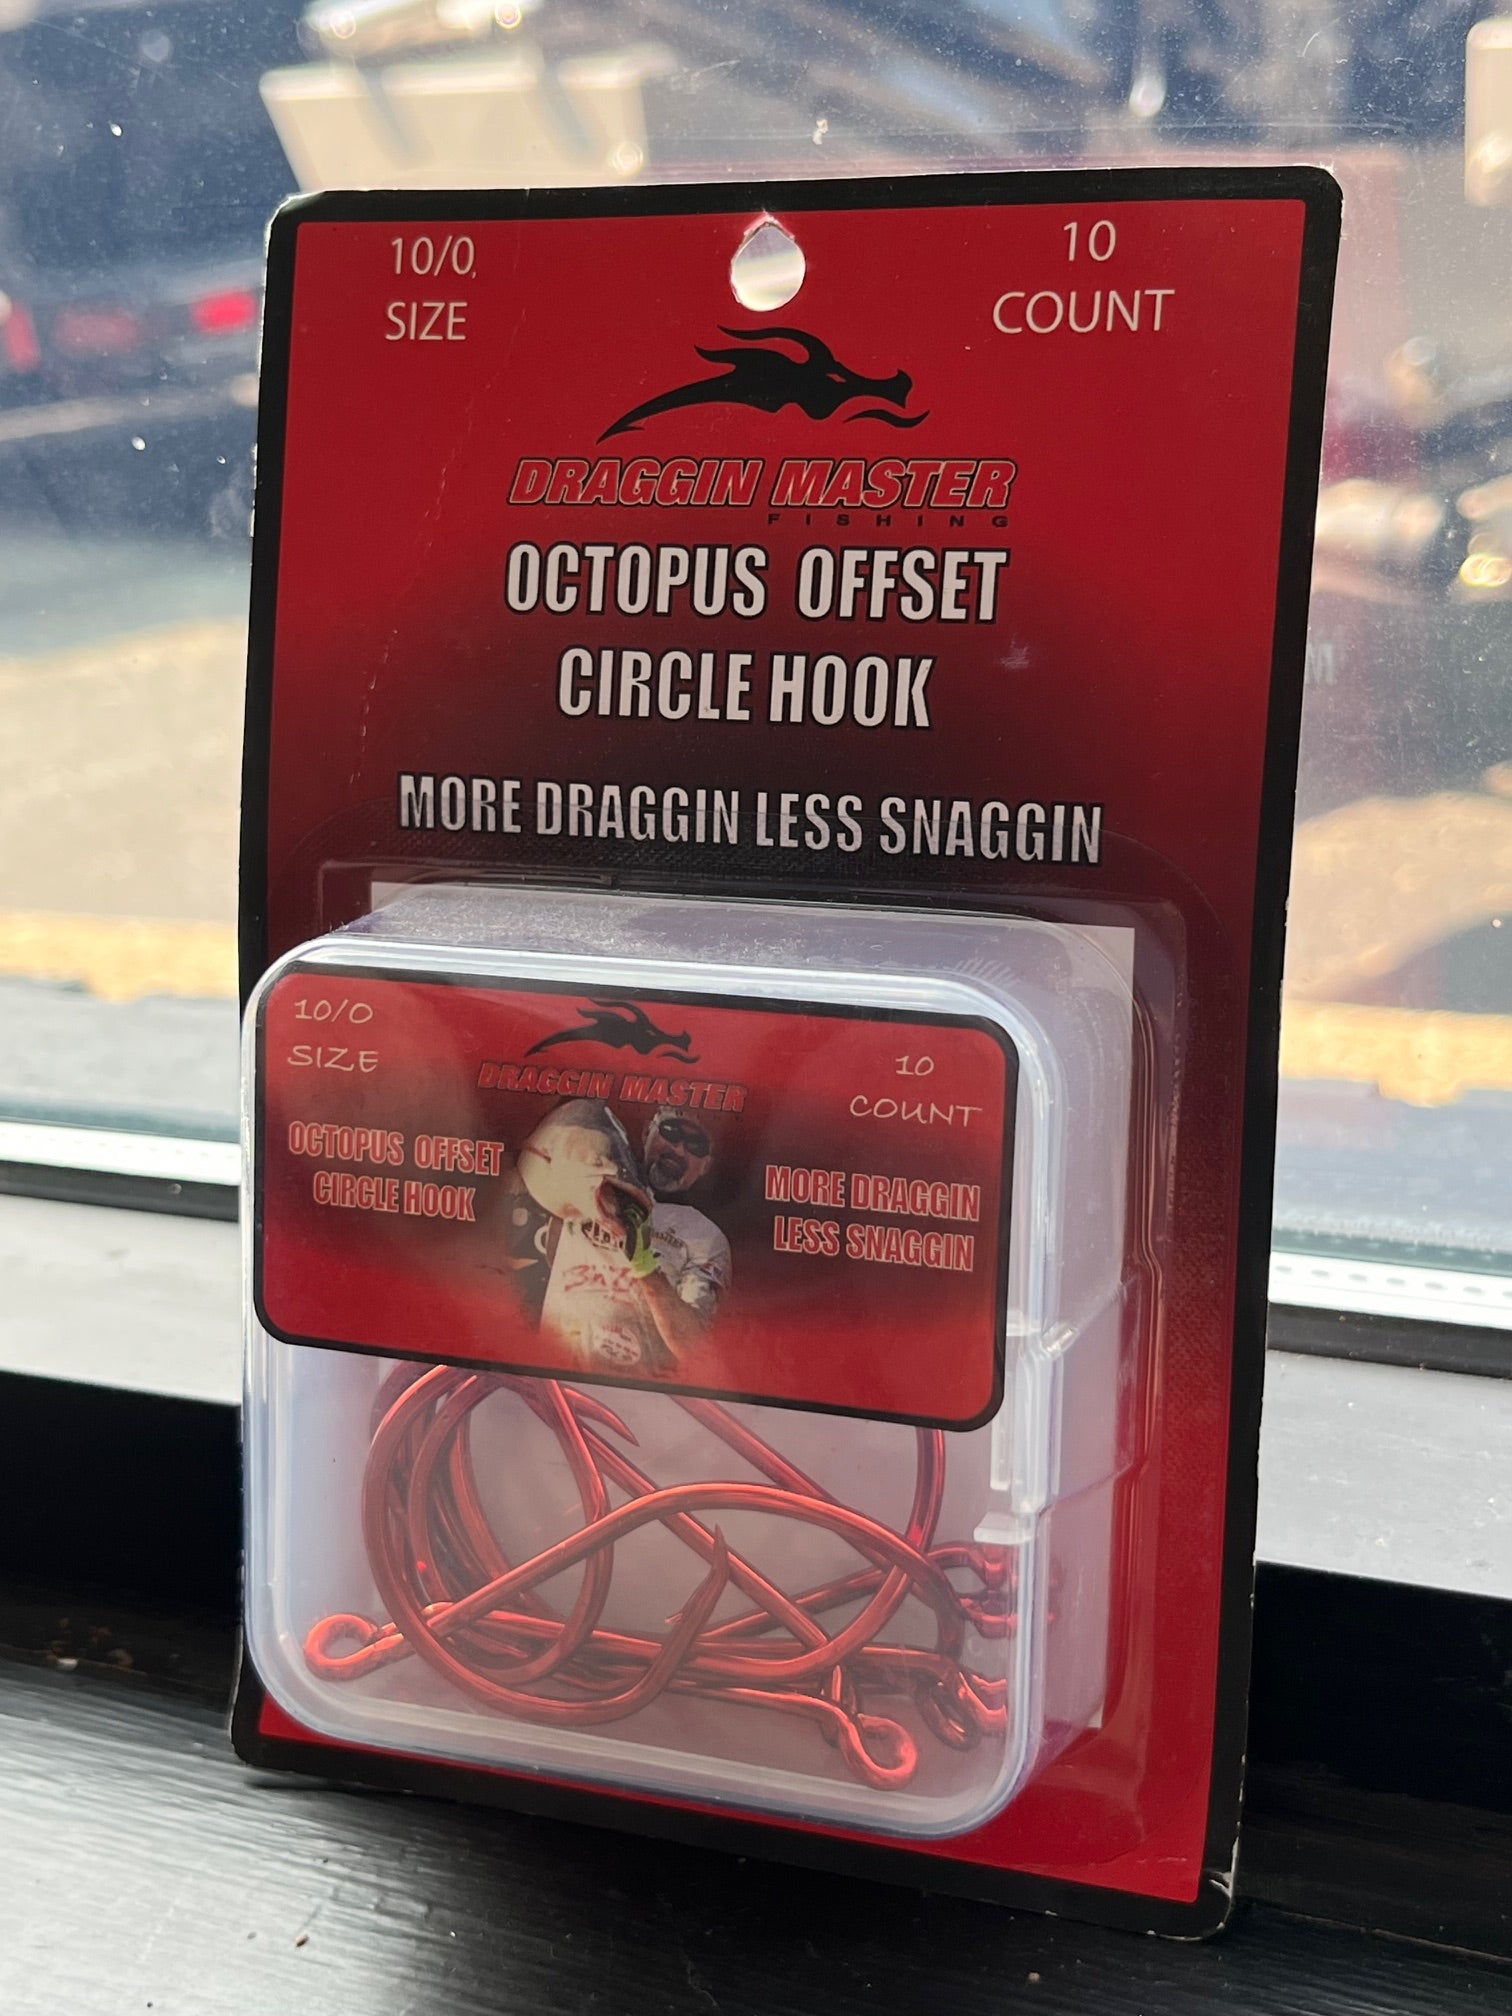 10/0
SIZE
10
COUNT
DRAGGIN MASTER
FISHING
OCTOPUS OFFSET
CIRCLE HOOK
MORE DRAGGIN LESS SNAGGIN
10/0
SIZE
10
COUNT
DRAGGIN MASTER
OCTOPUS OFFSET
CIRCLE HOOK
MORE DRAGGIN
LESS SNAGGIN